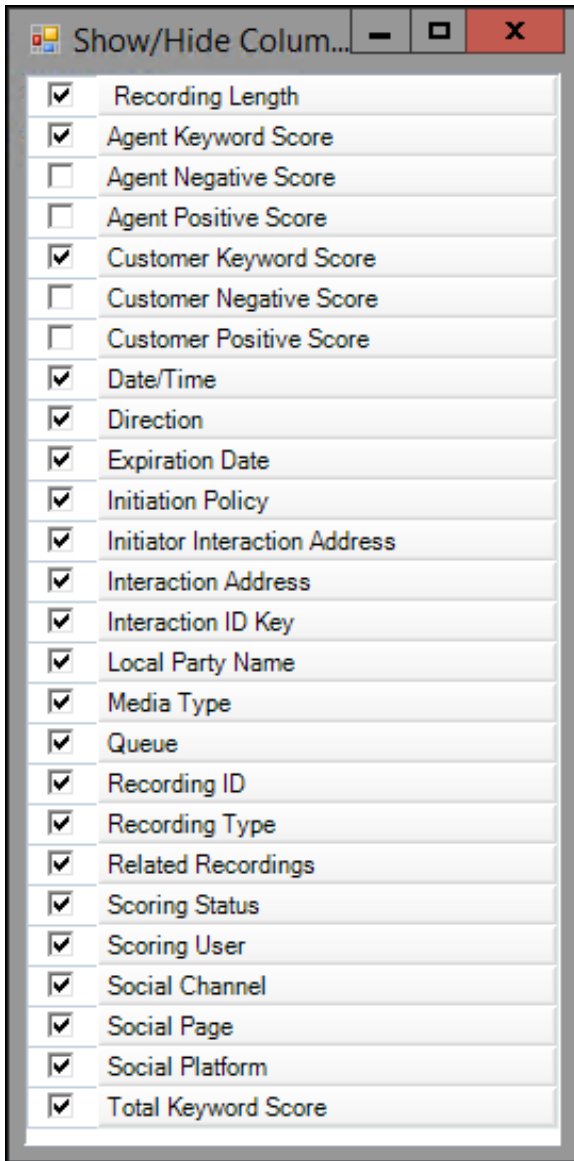 Show/Hide Colum...
Recording Length
Agent Keyword Score
Agent Negative Score
Agent Positive Score
Customer Keyword Score
Customer Negative Score
Customer Positive Score
Date/Time
Direction
Expiration Date
Initiation Policy
Initiator Interaction Address
Interaction Address
Interaction ID Key
Local Party Name
Media Type
Queue
Recording ID
Recording Type
Related Recordings
Scoring Status
Scoring User
Social Channel
Social Page
Social Platform
Total Keyword Score